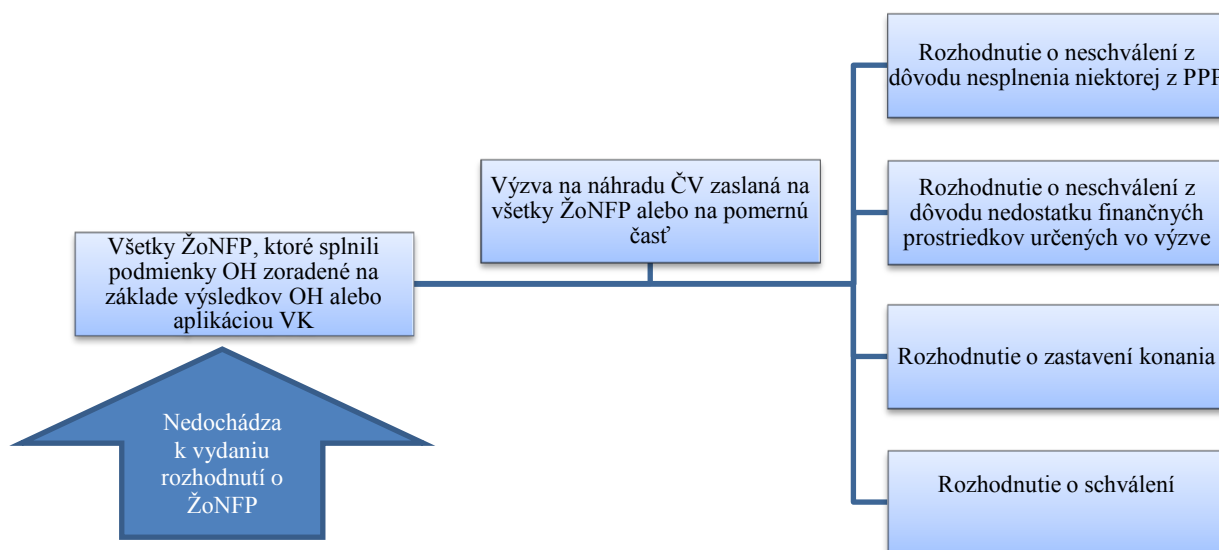 Všetky ŽoNFP, ktoré splnili
podmienky OH zoradené na
základe výsledkov OH alebo
aplikáciou VK
Nedochádza
k vydaniu
rozhodnutí o
ŽoNFP
Výzva na náhradu ČV zaslaná na
všetky ŽoNFP alebo na pomernú
časť
Rozhodnutie o neschválení z
dôvodu nesplnenia niektorej z PPP
Rozhodnutie o neschválení z
dôvodu nedostatku finančných
prostriedkov určených vo výzve
Rozhodnutie o zastavení konania
Rozhodnutie o schválení